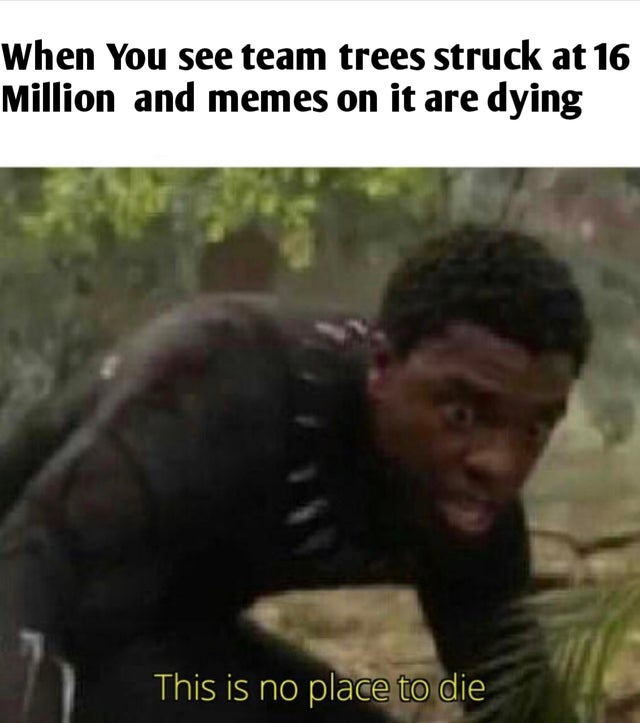 When You see team trees struck at 16
Million and memes on it are dying
This is no place to die